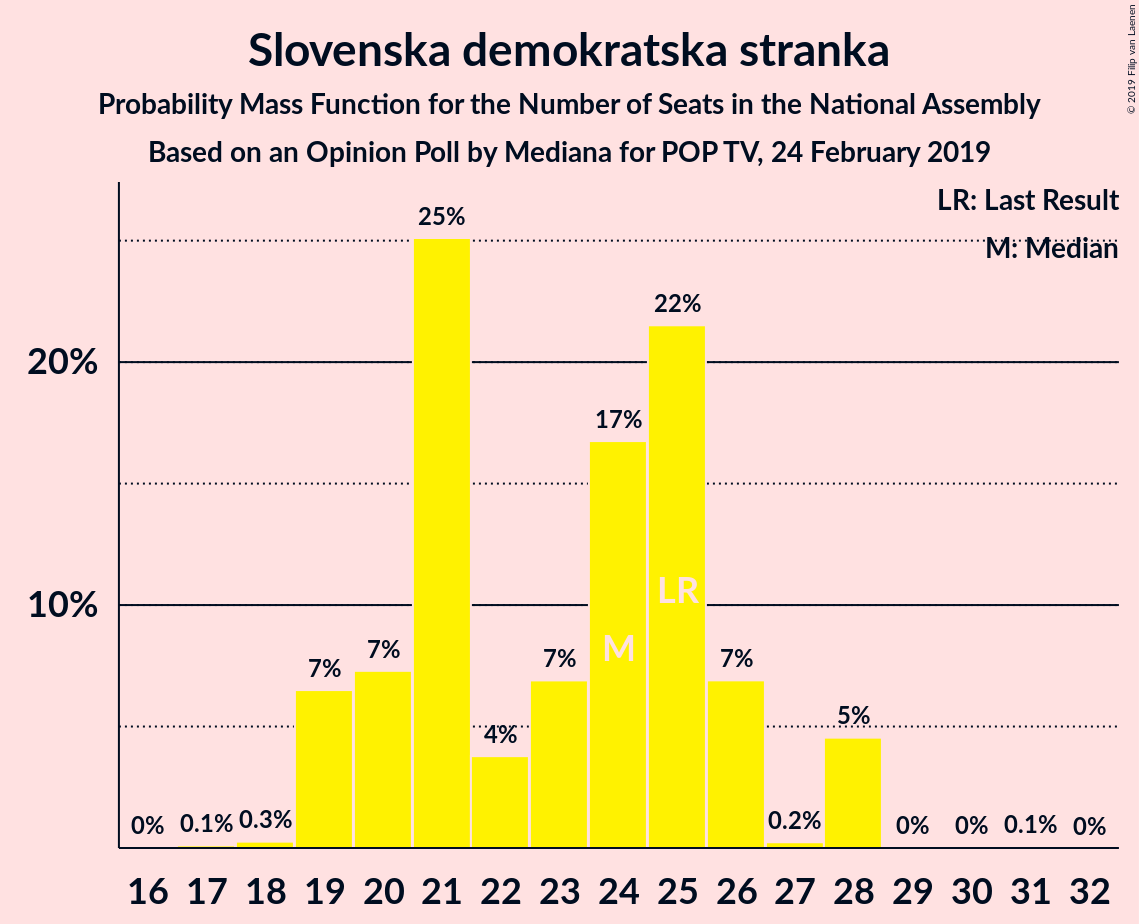 Slovenska demokratska stranka
Probability Mass Function for the Number of Seats in the National Assembly
Based on an Opinion Poll by Mediana for POP TV, 24 February 2019
© 2019 Filip van Laenen
LR: Last Result
M: Median
20%
10%
0%
0.1%
0.3%
7%
7%
25%
4%
7%
17%
22%
7%
0.2%
5%
0%
0%
0.1%
0%
M
LR
16 17 18 19 20 21 22 23 24 25 26 27 28 29 30 31 32